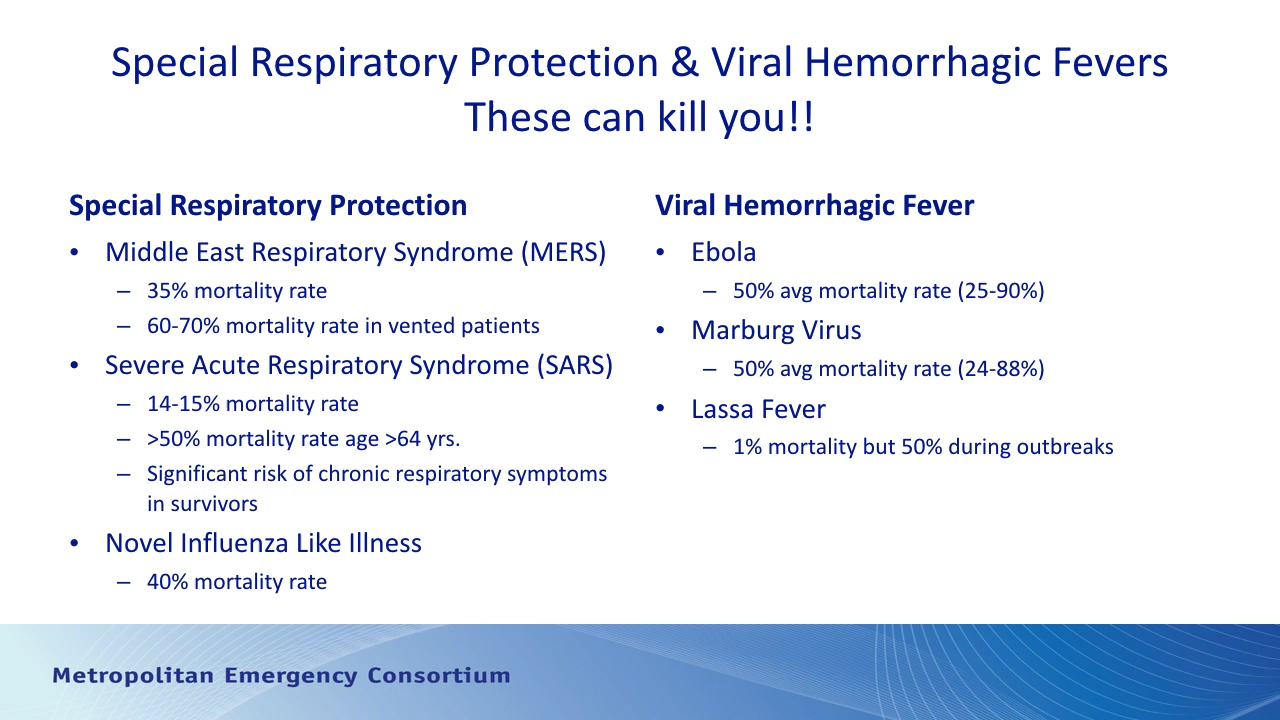 Special Respiratory Protection & Viral Hemorrhagic Fevers
These can kill you!!
Special Respiratory Protection
• Middle East Respiratory Syndrome (MERS)
– 35% mortality rate
– 60-70% mortality rate in vented patients
• Severe Acute Respiratory Syndrome (SARS)
– 14-15% mortality rate
– >50% mortality rate age >64 yrs.
– Significant risk of chronic respiratory symptoms
in survivors
• Novel Influenza Like Illness
– 40% mortality rate
Viral Hemorrhagic Fever
• Ebola
– 50% avg mortality rate (25-90%)
• Marburg Virus
– 50% avg mortality rate (24-88%)
• Lassa Fever
– 1% mortality but 50% during outbreaks
Metropolitan Emergency Consortium